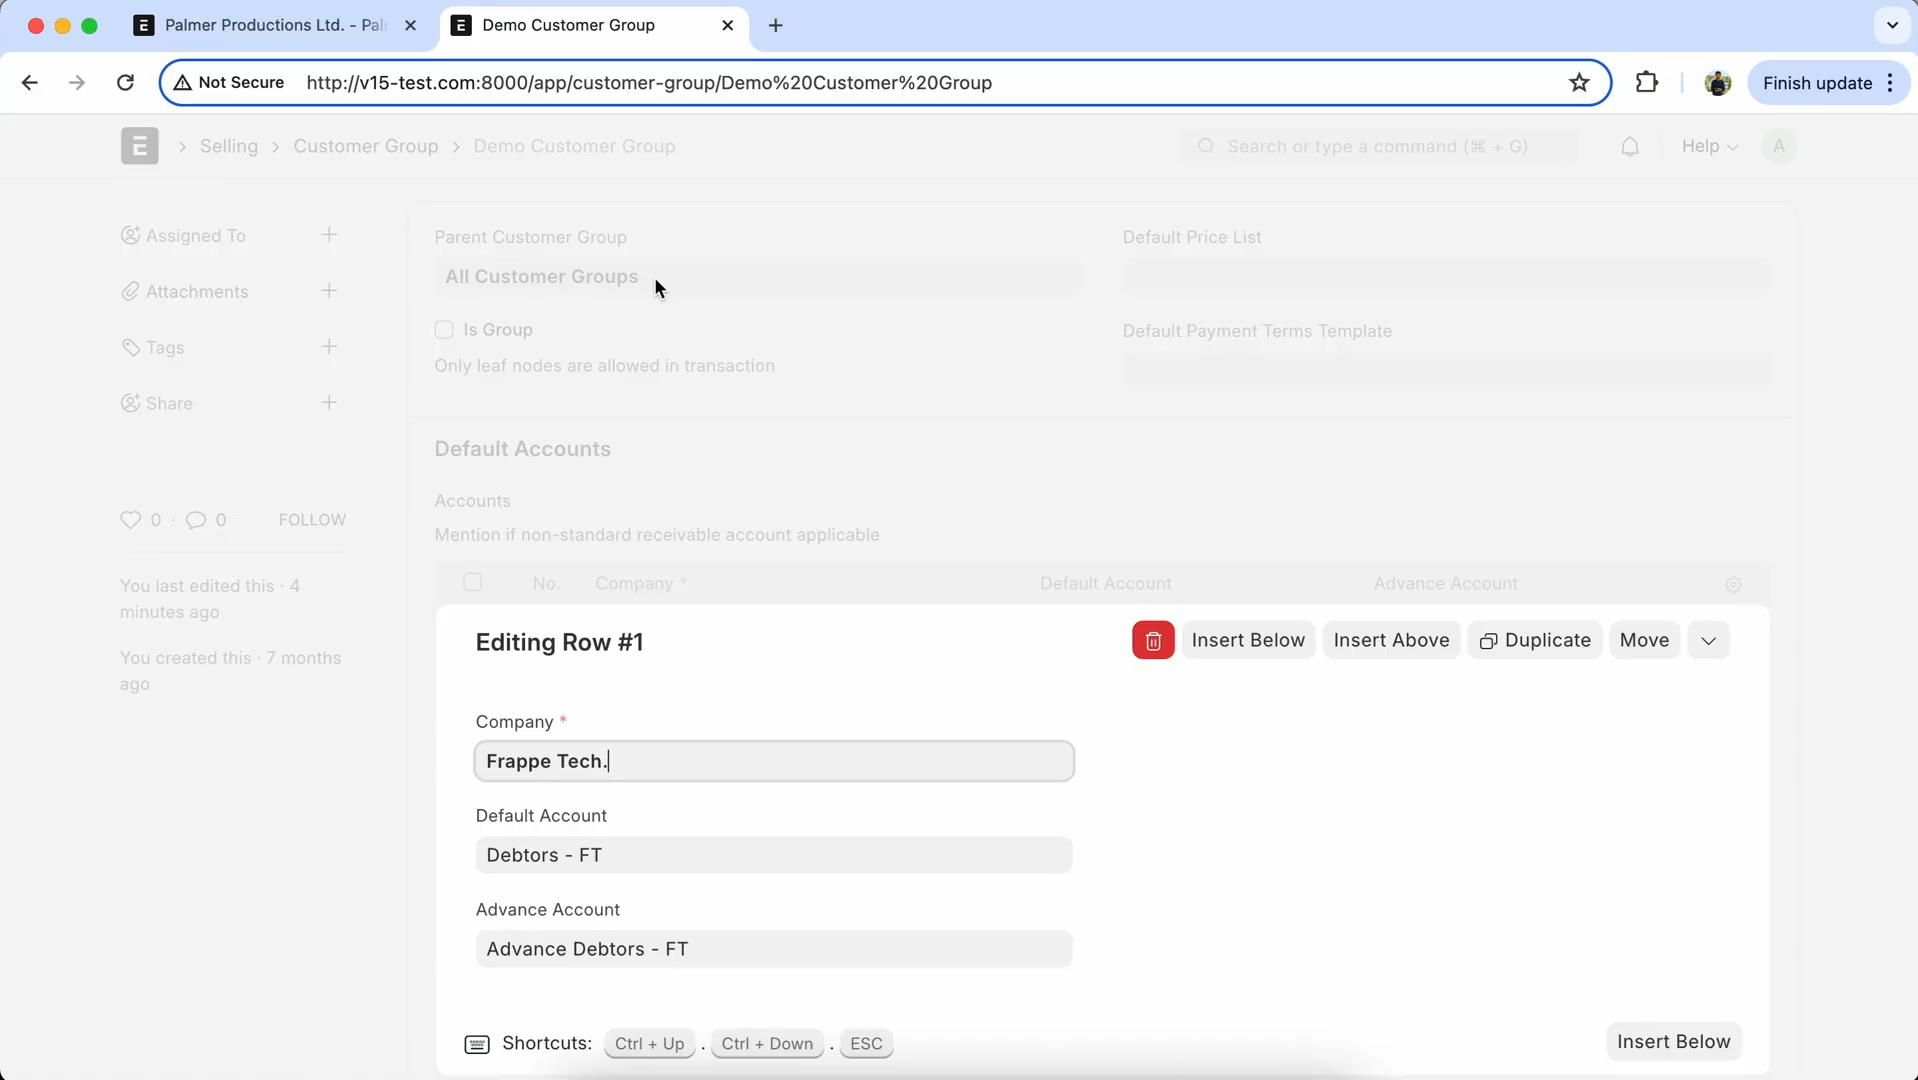 Palmer Productions Ltd. - Pal
Demo Customer Group
Not Secure
http://v15-test.com:8000/app/customer-group/Demo%20Customer%20Group
Finish update
E
Selling
Customer Group
Demo Customer Group
Search or type a command (⌘ + G)
Help
A
Assigned To
Attachments
Tags
Share
0 · 0
FOLLOW
You last edited this · 4
minutes ago
You created this · 7 months
ago
Parent Customer Group
All Customer Groups
Is Group
Only leaf nodes are allowed in transaction
Default Price List
Default Payment Terms Template
Default Accounts
Accounts
Mention if non-standard receivable account applicable
No.
Company *
Default Account
Advance Account
Editing Row #1
Insert Below
Insert Above
Duplicate
Move
Company *
Frappe Tech.
Default Account
Debtors - FT
Advance Account
Advance Debtors - FT
Shortcuts: Ctrl + Up . Ctrl + Down . ESC
Insert Below